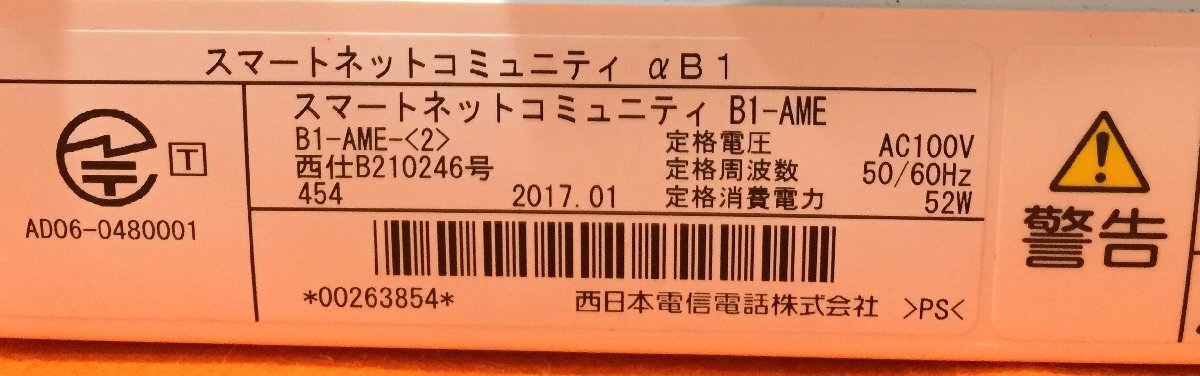 スマートネットコミュニティ αB1
スマートネットコミュニティ B1-AME
B1-AME-<2> 定格電圧 AC100V
西仕B210246号 定格周波数 50/60Hz
454 2017.01 定格消費電力 52W
T
AD06-0480001
*00263854* 西日本電信電話株式会社 >PS<
警告